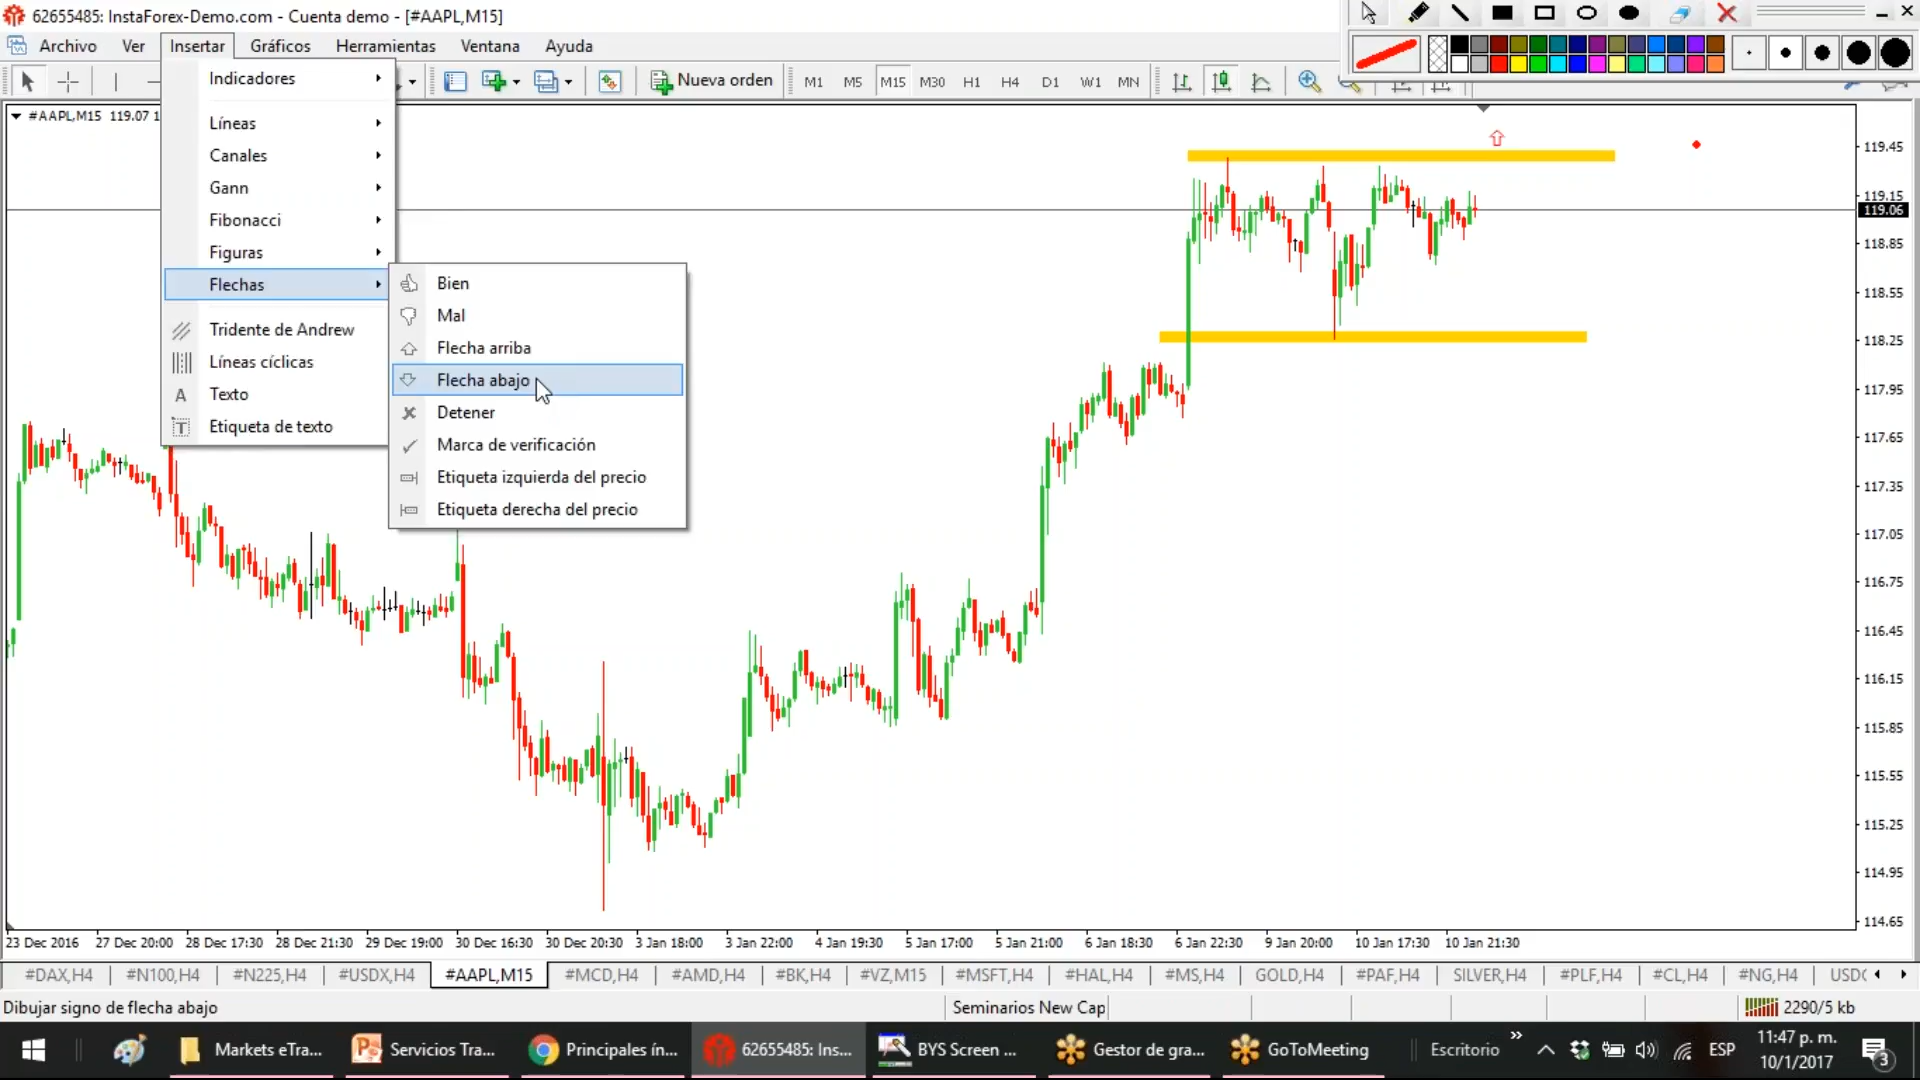 62655485: InstaForex-Demo.com - Cuenta demo - [#AAPL,M15]
Archivo Ver Insertar Gráficos Herramientas Ventana Ayuda
Nueva orden M1 M5 M15 M30 H1 H4 D1 W1 MN
#AAPL,M15 119.07 1
Indicadores
Líneas
Canales
Gann
Fibonacci
Figuras
Flechas
Tridente de Andrew
Líneas cíclicas
A Texto
T Etiqueta de texto
Bien
Mal
Flecha arriba
Flecha abajo
Detener
Marca de verificación
Etiqueta izquierda del precio
Etiqueta derecha del precio
119.45
119.15
119.06
118.85
118.55
118.25
117.95
117.65
117.35
117.05
116.75
116.45
116.15
115.85
115.55
115.25
114.95
114.65
23 Dec 2016 27 Dec 20:00 28 Dec 17:30 28 Dec 21:30 29 Dec 19:00 30 Dec 16:30 30 Dec 20:30 3 Jan 18:00 3 Jan 22:00 4 Jan 19:30 5 Jan 17:00 5 Jan 21:00 6 Jan 18:30 6 Jan 22:30 9 Jan 20:00 10 Jan 17:30 10 Jan 21:30
#DAX,H4 #N100,H4 #N225,H4 #USDX,H4 #AAPL,M15 #MCD,H4 #AMD,H4 #BK,H4 #VZ,M15 #MSFT,H4 #HAL,H4 #MS,H4 GOLD,H4 #PAF,H4 SILVER,H4 #PLF,H4 #CL,H4 #NG,H4
Dibujar signo de flecha abajo Seminarios New Cap 2290/5 kb
Markets eTra... Servicios Tra... Principales ín... 62655485: Ins... BYS Screen ... Gestor de gra... GoToMeeting Escritorio ESP
11:47 p. m.
10/1/2017
3